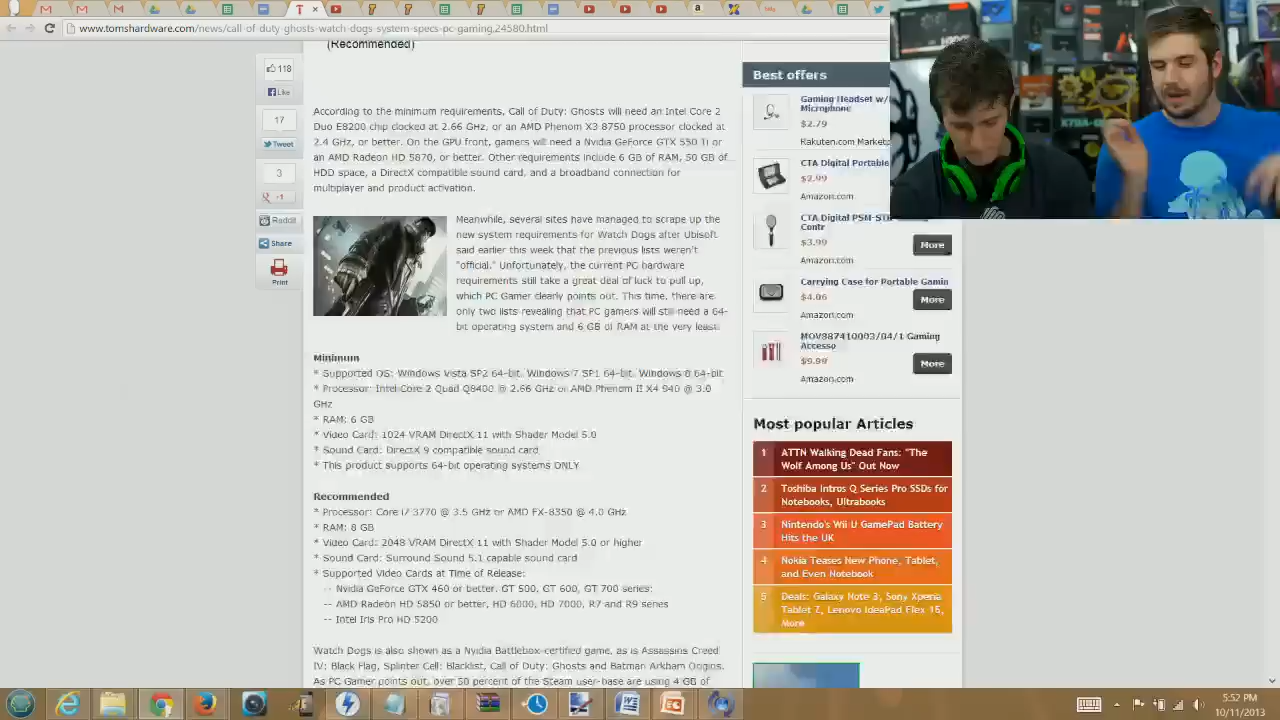 www.tomshardware.com/news/call-of-duty-ghosts-watch-dogs-system-specs-pc-gaming,24580.html
(Recommended)
118
Like
17
Tweet
3
+1
Reddit
Share
Print
According to the minimum requirements, Call of Duty: Ghosts will need an Intel Core 2
Duo E8200 chip clocked at 2.66 GHz, or an AMD Phenom X3 8750 processor clocked at
2.4 GHz, or better. On the GPU front, gamers will need a Nvidia GeForce GTX 550 Ti or
an AMD Radeon HD 5870, or better. Other requirements include 6 GB of RAM, 50 GB of
HDD space, a DirectX compatible sound card, and a broadband connection for
multiplayer and product activation.
Meanwhile, several sites have managed to scrape up the
new system requirements for Watch Dogs after Ubisoft
said earlier this week that the previous lists weren't
"official." Unfortunately, the current PC hardware
requirements still take a great deal of luck to pull up,
which PC Gamer clearly points out. This time, there are
only two lists revealing that PC gamers will still need a 64-
bit operating system and 6 GB of RAM at the very least.
Minimum
* Supported OS: Windows Vista SP2 64-bit, Windows 7 SP1 64-bit, Windows 8 64-bit
* Processor: Intel Core 2 Quad Q8400 @ 2.66 GHz or AMD Phenom II X4 940 @ 3.0
GHz
* RAM: 6 GB
* Video Card: 1024 VRAM DirectX 11 with Shader Model 5.0
* Sound Card: DirectX 9 compatible sound card
* This product supports 64-bit operating systems ONLY
Recommended
* Processor: Core i7 3770 @ 3.5 GHz or AMD FX-8350 @ 4.0 GHz
* RAM: 8 GB
* Video Card: 2048 VRAM DirectX 11 with Shader Model 5.0 or higher
* Sound Card: Surround Sound 5.1 capable sound card
* Supported Video Cards at Time of Release:
-- Nvidia GeForce GTX 460 or better, GT 500, GT 600, GT 700 series:
-- AMD Radeon HD 5850 or better, HD 6000, HD 7000, R7 and R9 series
-- Intel Iris Pro HD 5200
Watch Dogs is also shown as a Nvidia Battlebox-certified game, as is Assassins Creed
IV: Black Flag, Splinter Cell: Blacklist, Call of Duty: Ghosts and Batman Arkham Origins.
As PC Gamer points out, over 50 percent of the Steam user-base are using 4 GB of
Best offers
Gaming Headset w/
Microphone
$2.79
Rakuten.com Marketp
CTA Digital Portable
$2.99
Amazon.com
CTA Digital PSM-STR
Contr
$3.99
More
Amazon.com
Carrying Case for Portable Gamin
$4.06
More
Amazon.com
MOV887410003/04/1 Gaming
Accesso
$9.99
More
Amazon.com
Most popular Articles
1 ATTN Walking Dead Fans: "The
Wolf Among Us" Out Now
2 Toshiba Intros Q Series Pro SSDs for
Notebooks, Ultrabooks
3 Nintendo's Wii U GamePad Battery
Hits the UK
4 Nokia Teases New Phone, Tablet,
and Even Notebook
5 Deals: Galaxy Note 3, Sony Xperia
Tablet Z, Lenovo IdeaPad Flex 15,
More
5:52 PM
10/11/2013